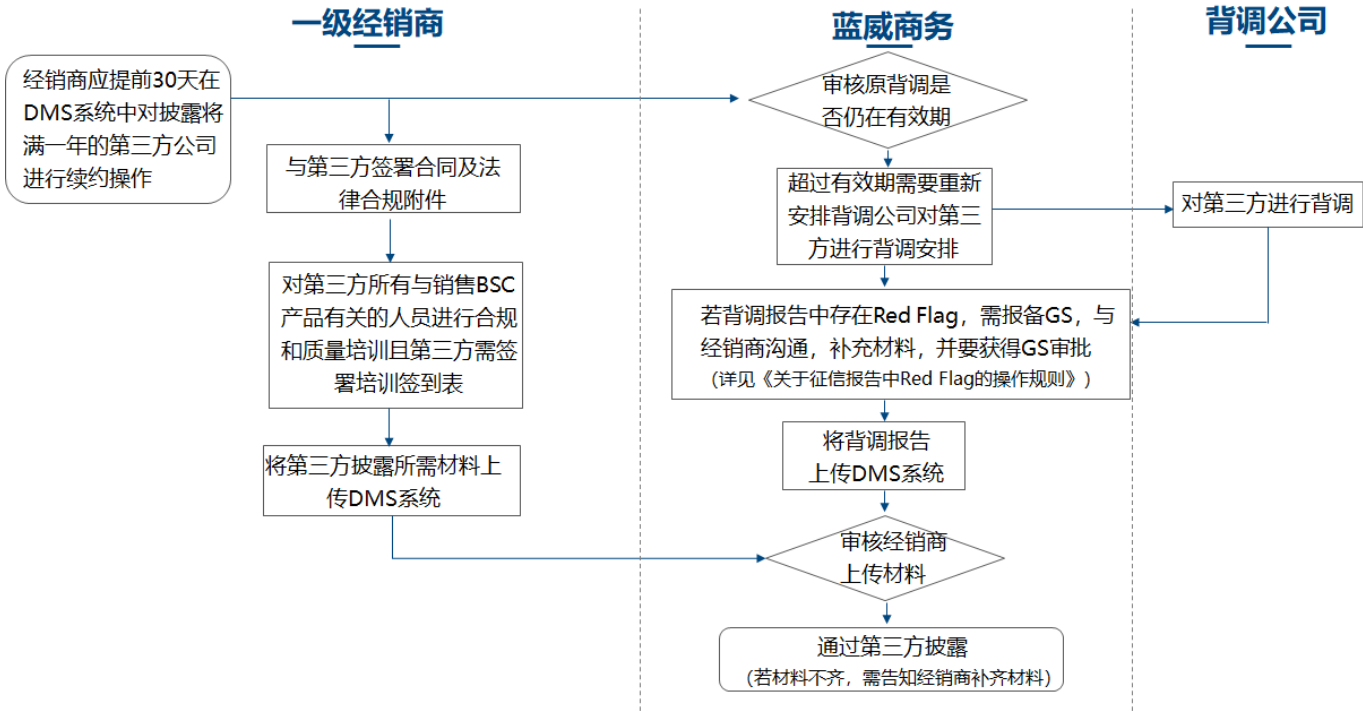 一级经销商
蓝威商务
背调公司
经销商应提前30天在
DMS系统中对披露将
满一年的第三方公司
进行续约操作
审核原背调是
否仍在有效期
与第三方签署合同及法
律合规附件
超过有效期需要重新
安排背调公司对第三
方进行背调安排
对第三方进行背调
对第三方所有与销售BSC
产品有关的人员进行合规
和质量培训且第三方需签
署培训签到表
若背调报告中存在Red Flag，需报备GS，与
经销商沟通，补充材料，并要获得GS审批
（详见《关于征信报告中Red Flag的操作规则》）
将第三方披露所需材料上
传DMS系统
将背调报告
上传DMS系统
审核经销商
上传材料
通过第三方披露
（若材料不齐，需告知经销商补齐材料）